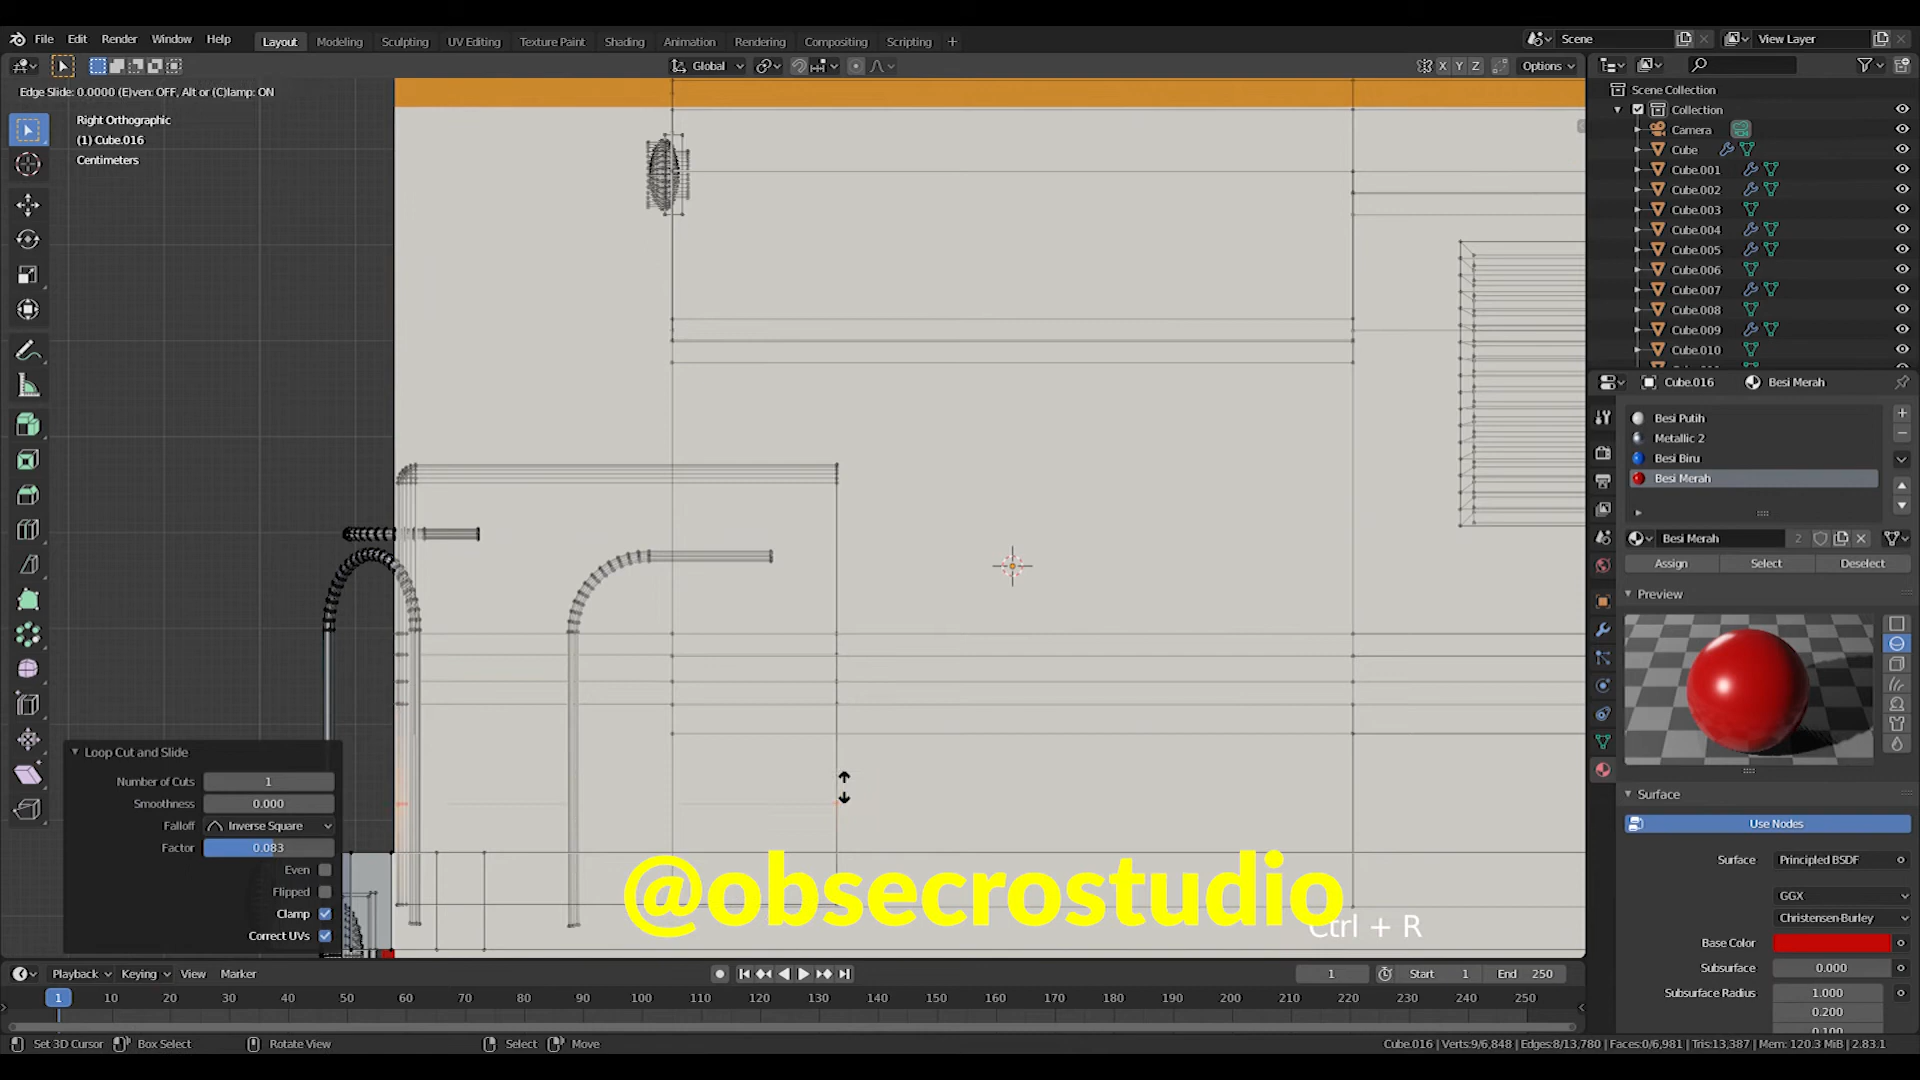 File Edit Render Window Help
Layout Modeling Sculpting UV Editing Texture Paint Shading Animation Rendering Compositing Scripting +
Scene
View Layer
Global
X Y Z
Options
Edge Slide: 0.0000 (E)ven: OFF, Alt or (C)lamp: ON
Right Orthographic
(1) Cube.016
Centimeters
Scene Collection
Collection
Camera
Cube
Cube.001
Cube.002
Cube.003
Cube.004
Cube.005
Cube.006
Cube.007
Cube.008
Cube.009
Cube.010
Cube.016 Besi Merah
Besi Putih
Metallic 2
Besi Biru
Besi Merah
Besi Merah 2
Assign Select Deselect
Preview
Surface
Use Nodes
Surface Principled BSDF
GGX
Christensen-Burley
Base Color
Subsurface 0.000
Subsurface Radius 1.000
0.200
0.100
Loop Cut and Slide
Number of Cuts 1
Smoothness 0.000
Falloff Inverse Square
Factor 0.083
Even
Flipped
Clamp
Correct UVs
@obsecrostudio
Ctrl + R
Playback Keying View Marker
1 Start 1 End 250
1 10 20 30 40 50 60 70 80 90 100 110 120 130 140 150 160 170 180 190 200 210 220 230 240 250
Set 3D Cursor Box Select Rotate View Select Move
Cube.016 | Verts:9/6,848 | Edges:8/13,780 | Faces:0/6,981 | Tris:13,387 | Mem: 120.3 MiB | 2.83.1